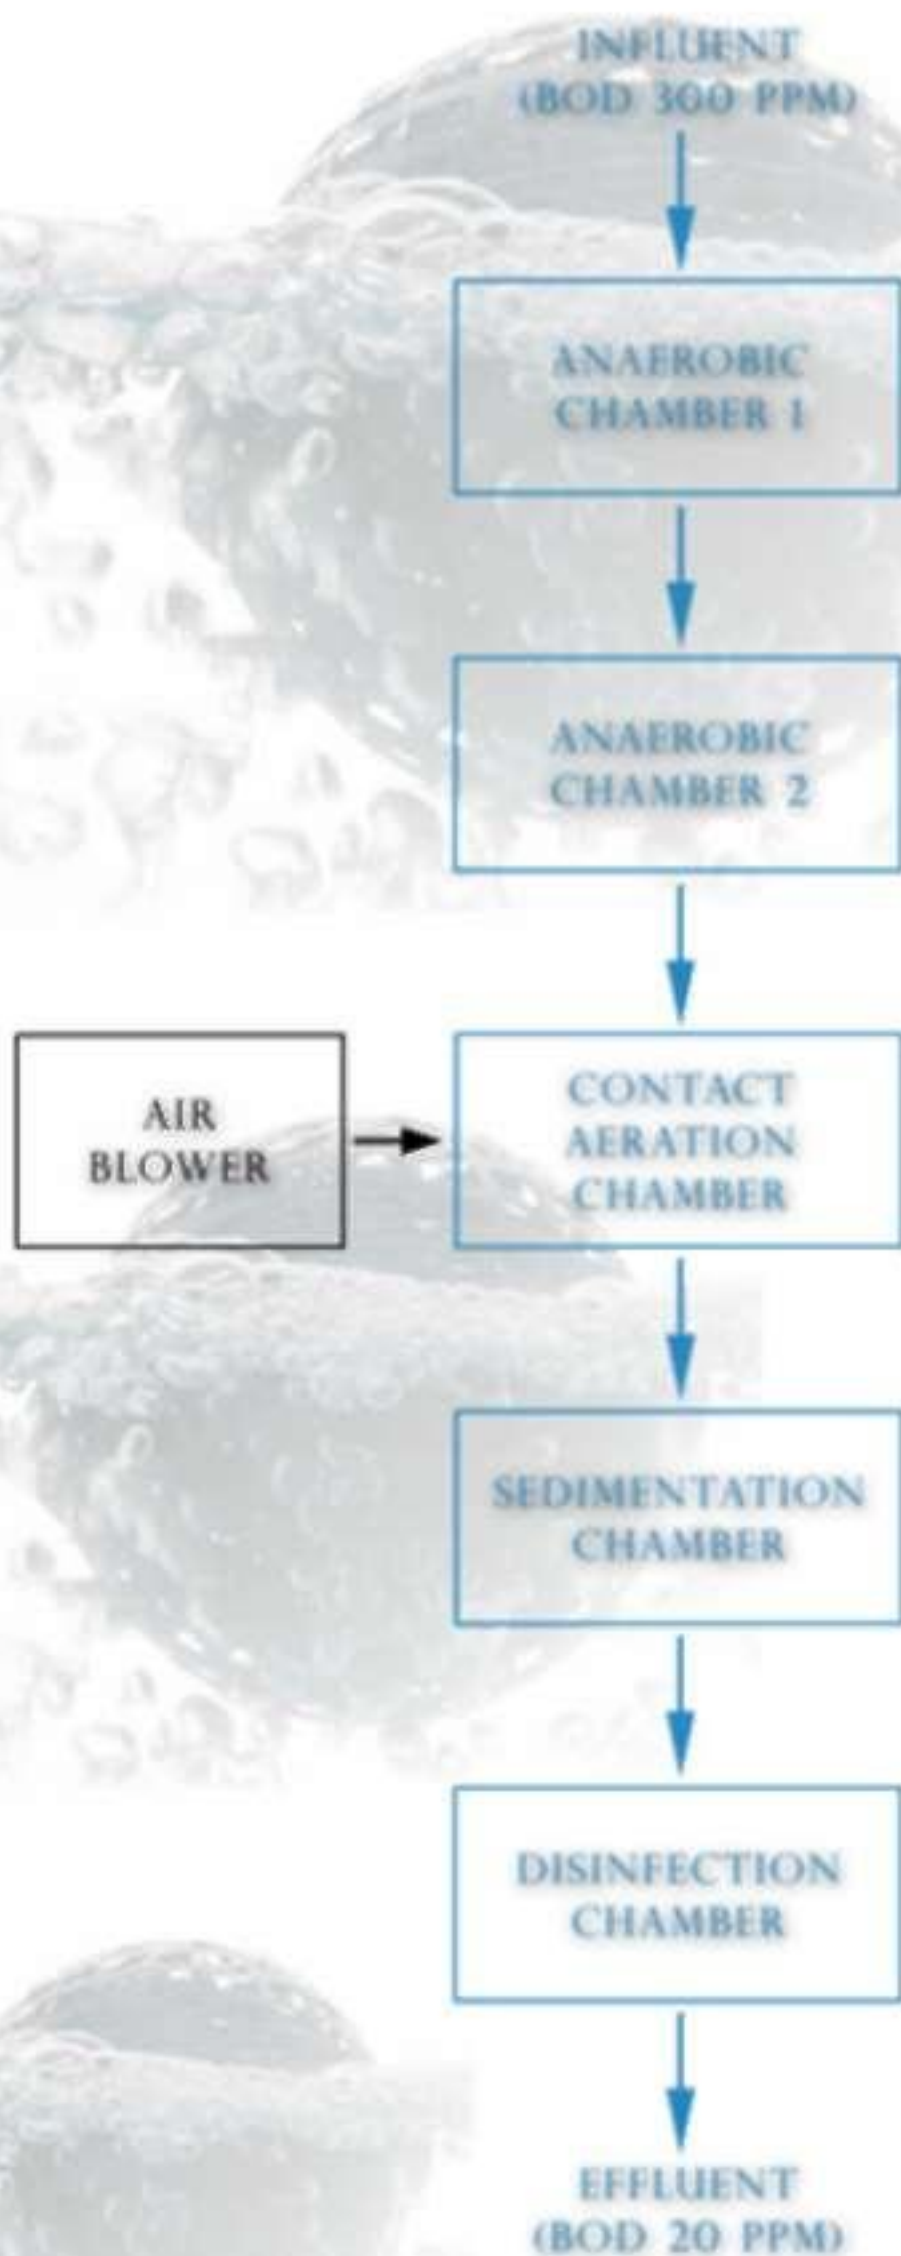 INFLUENT
(BOD 300 PPM)
ANAEROBIC
CHAMBER 1
ANAEROBIC
CHAMBER 2
AIR
BLOWER
CONTACT
AERATION
CHAMBER
SEDIMENTATION
CHAMBER
DISINFECTION
CHAMBER
EFFLUENT
(BOD 20 PPM)